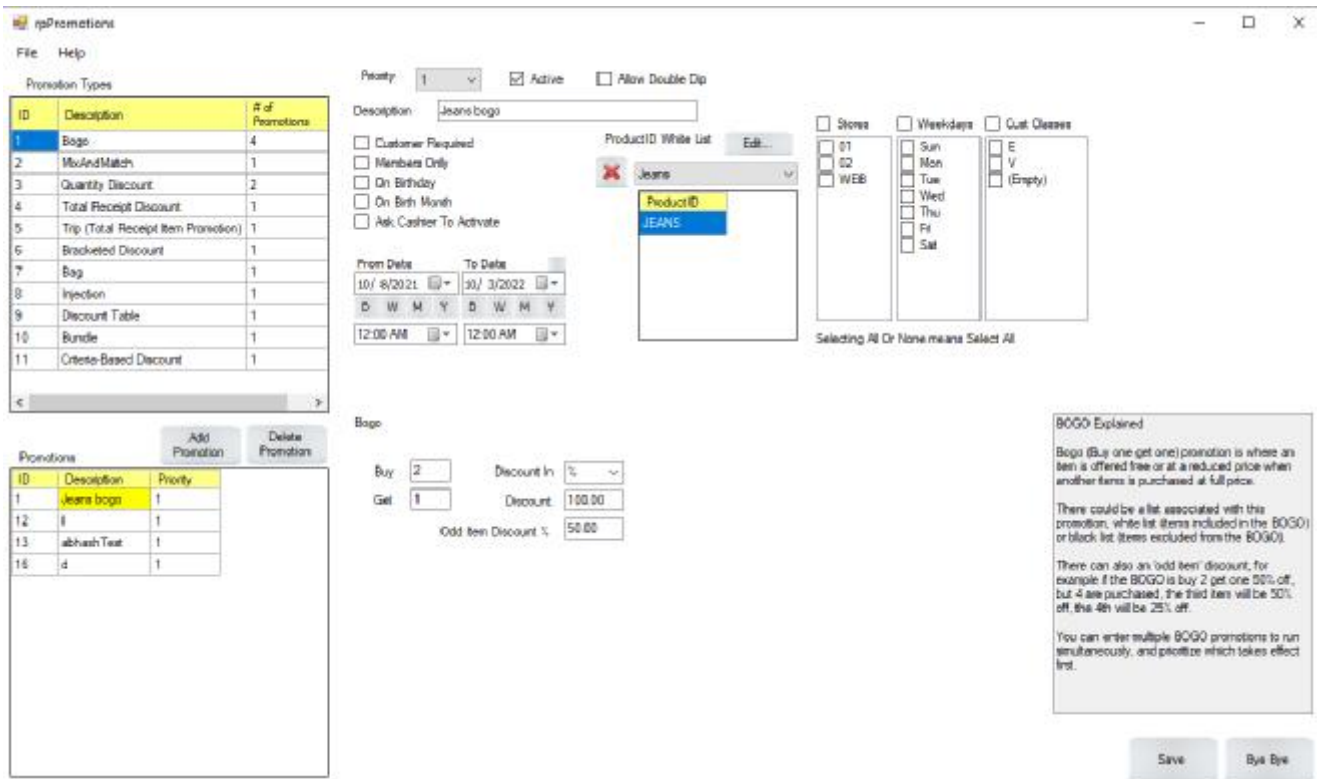 rpPromotions
File Help
Promotion Types
ID Description # of Promotions
1 Bogo 4
2 MixAndMatch 1
3 Quantity Discount 2
4 Total Receipt Discount 1
5 Trip (Total Receipt Item Promotion) 1
6 Bracketed Discount 1
7 Bag 1
8 Injection 1
9 Discount Table 1
10 Bundle 1
11 Criteria-Based Discount 1
Priority 1 Active Allow Double Dip
Description Jeans bogo
Customer Required
Members Only
On Birthday
On Birth Month
Ask Cashier To Activate
ProductID White List Edit...
Jeans
ProductID
JEANS
From Date To Date
10/ 8/2021 10/ 3/2022
D W M Y D W M Y
12:00 AM 12:00 AM
Stores Weekdays Cust Classes
01
02
WEB
Sun
Mon
Tue
Wed
Thu
Fri
Sat
E
V
(Empty)
Selecting All Or None means Select All
Promotions
Add Promotion
Delete Promotion
ID Description Priority
1 Jeans bogo 1
12 1
13 abhashTest 1
16 d 1
Bogo
Buy 2 Discount In %
Get 1 Discount 100.00
Odd Item Discount % 50.00
BOGO Explained
Bogo (Buy one get one) promotion is where an
item is offered free or at a reduced price when
another items is purchased at full price.
There could be a list associated with this
promotion, white list (items included in the BOGO)
or black list (items excluded from the BOGO).
There can also an 'odd item' discount, for
example if the BOGO is buy 2 get one 50% off,
but 4 are purchased, the third item will be 50%
off, the 4th will be 25% off.
You can enter multiple BOGO promotions to run
simultaneously, and prioritize which takes effect
first.
Save Bye Bye